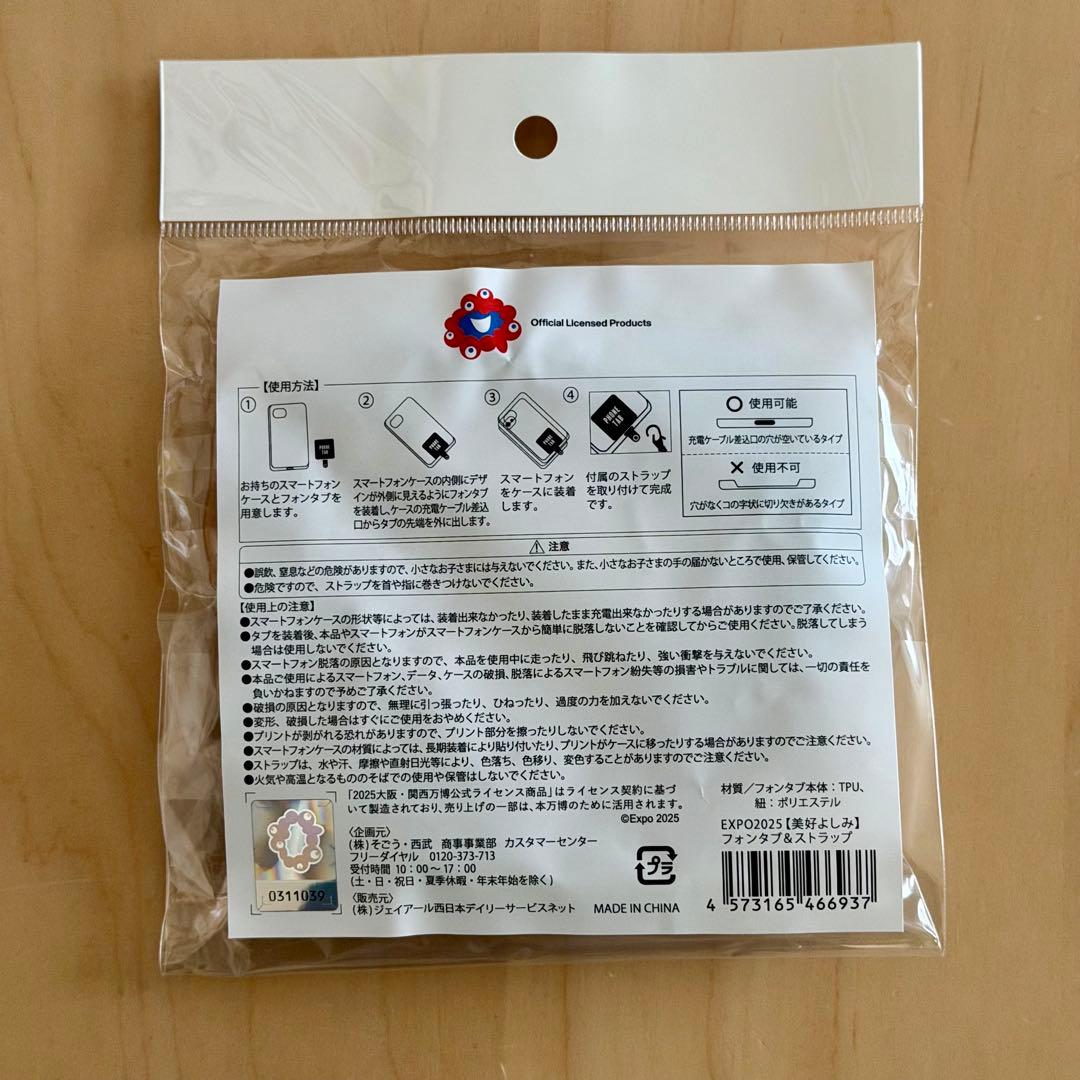 Official Licensed Products
【使用方法】
①
お持ちのスマートフォン
ケースとフォンタブを
用意します。
PHONE
TAB
②
スマートフォンケースの内側にデザ
インが外側に見えるようにフォンタブ
を装着し、ケースの充電ケーブル差込
口からタブの先端を外に出します。
③
スマートフォン
をケースに装着
します。
④
PHONE
TAB
付属のストラップ
を取り付けて完成
です。
○ 使用可能
充電ケーブル差込口の穴が空いているタイプ
× 使用不可
穴がなくコの字状に切り欠きがあるタイプ
⚠ 注意
●誤飲、窒息などの危険がありますので、小さなお子さまには与えないでください。また、小さなお子さまの手の届かないところで使用、保管してください。
●危険ですので、ストラップを首や指に巻きつけないでください。
【使用上の注意】
●スマートフォンケースの形状等によっては、装着出来なかったり、装着したまま充電出来なかったりする場合がありますのでご了承ください。
●タブを装着後、本品やスマートフォンがスマートフォンケースから簡単に脱落しないことを確認してからご使用ください。脱落してしまう
場合は使用しないでください。
●スマートフォン脱落の原因となりますので、本品を使用中に走ったり、飛び跳ねたり、強い衝撃を与えないでください。
●本品ご使用によるスマートフォン、データ、ケースの破損、脱落によるスマートフォン紛失等の損害やトラブルに関しては、一切の責任を
負いかねますので予めご了承ください。
●破損の原因となりますので、無理に引っ張ったり、ひねったり、過度の力を加えないでください。
●変形、破損した場合はすぐにご使用をおやめください。
●プリントが剥がれる恐れがありますので、プリント部分を擦ったりしないでください。
●スマートフォンケースの材質によっては、長期装着により貼り付いたり、プリントがケースに移ったりする場合がありますのでご注意ください。
●ストラップは、水や汗、摩擦や直射日光等により、色落ち、色移り、変色することがありますのでご注意ください。
●火気や高温となるもののそばでの使用や保管はしないでください。
「2025大阪・関西万博公式ライセンス商品」はライセンス契約に基づ
いて製造されており、売り上げの一部は、本万博のために活用されます。
©Expo 2025
〈企画元〉
(株)そごう・西武 商事事業部 カスタマーセンター
フリーダイヤル 0120-373-713
受付時間 10:00～17:00
(土・日・祝日・夏季休暇・年末年始を除く)
〈販売元〉
(株)ジェイアール西日本デイリーサービスネット
0311039
プラ
MADE IN CHINA
材質／フォンタブ本体：TPU、
紐：ポリエステル
EXPO2025【美好よしみ】
フォンタブ＆ストラップ
4 573165 466937